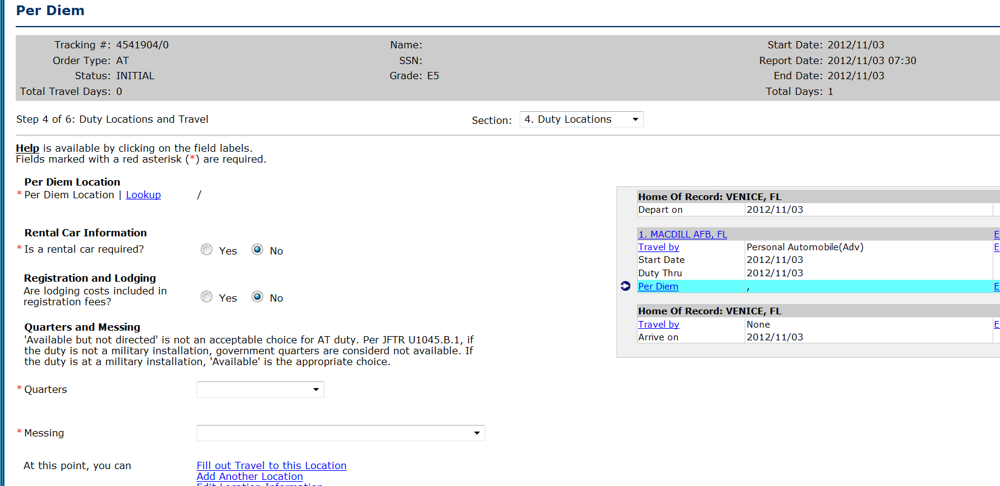 Per Diem
Tracking #: 4541904/0 Name: Start Date: 2012/11/03
Order Type: AT SSN: Report Date: 2012/11/03 07:30
Status: INITIAL Grade: E5 End Date: 2012/11/03
Total Travel Days: 0 Total Days: 1
Step 4 of 6: Duty Locations and Travel Section: 4. Duty Locations
Help is available by clicking on the field labels.
Fields marked with a red asterisk (*) are required.
Per Diem Location
* Per Diem Location | Lookup /
Rental Car Information
* Is a rental car required? Yes No
Registration and Lodging
Are lodging costs included in
registration fees? Yes No
Quarters and Messing
'Available but not directed' is not an acceptable choice for AT duty. Per JFTR U1045.B.1, if
the duty is not a military installation, government quarters are considerd not available. If
the duty is at a military installation, 'Available' is the appropriate choice.
* Quarters
* Messing
At this point, you can Fill out Travel to this Location
Add Another Location
Edit Location Information
Home Of Record: VENICE, FL
Depart on 2012/11/03
1. MACDILL AFB, FL
Travel by Personal Automobile(Adv)
Start Date 2012/11/03
Duty Thru 2012/11/03
Per Diem ,
Home Of Record: VENICE, FL
Travel by None
Arrive on 2012/11/03